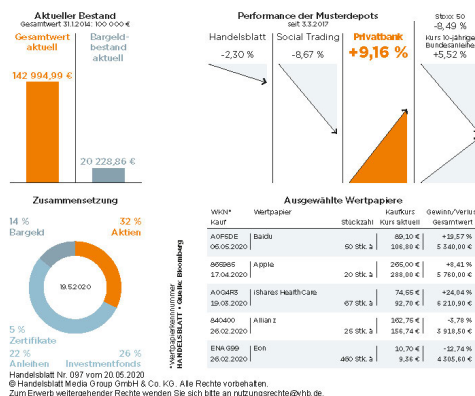 Aktueller Bestand
Gesamtwert 31.1.2014: 100 000 €
Gesamtwert aktuell
Bargeldbestand aktuell
142 994,99 €
20 228,86 €
Performance der Musterdepots
seit 3.3.2017
Handelsblatt
-2,30 %
Social Trading
-8,67 %
Privatbank
+9,16 %
Stoxx 50
-8,49 %
Kurs 10-jährige
Bundesanleihe
+5,52 %
Zusammensetzung
14 %
Bargeld
32 %
Aktien
19.5.2020
5 %
Zertifikate
22 %
Anleihen
26 %
Investmentfonds
*Wertpapierkennnummer
HANDELSBLATT • Quelle: Bloomberg
Ausgewählte Wertpapiere
WKN* Wertpapier Kaufkurs Gewinn/Verlus
Kauf Stückzahl Kurs aktuell Gesamtwert
A0F5DE Baidu 89,10 € +19,57 %
06.05.2020 50 Stk. à 106,80 € 5 340,00 €
865985 Apple 265,00 € +8,41 %
17.04.2020 20 Stk. à 288,00 € 5 760,00 €
A0G4R3 iShares HealthCare 74,55 € +24,04 %
19.03.2020 67 Stk. à 92,70 € 6 210,90 €
840400 Allianz 162,75 € -3,78 %
26.02.2020 25 Stk. à 156,74 € 3 918,50 €
ENAG99 Eon 10,70 € -12,74 %
26.02.2020 460 Stk. à 9,36 € 4 305,60 €
Handelsblatt Nr. 097 vom 20.05.2020
© Handelsblatt Media Group GmbH & Co. KG. Alle Rechte vorbehalten.
Zum Erwerb weitergehender Rechte wenden Sie sich bitte an nutzungsrechte@vhb.de.